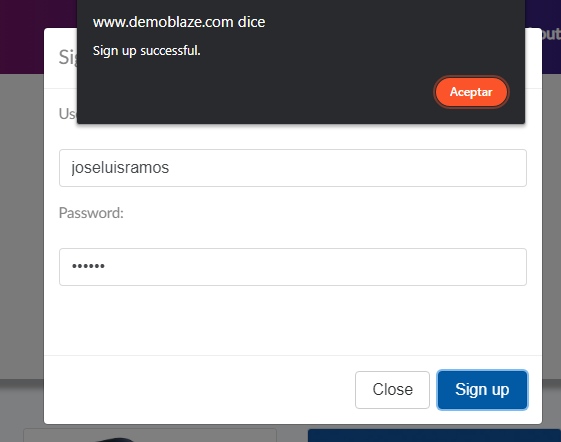 www.demoblaze.com dice
Sign up successful.
Aceptar
joseluisramos
Password:
••••••
Close
Sign up